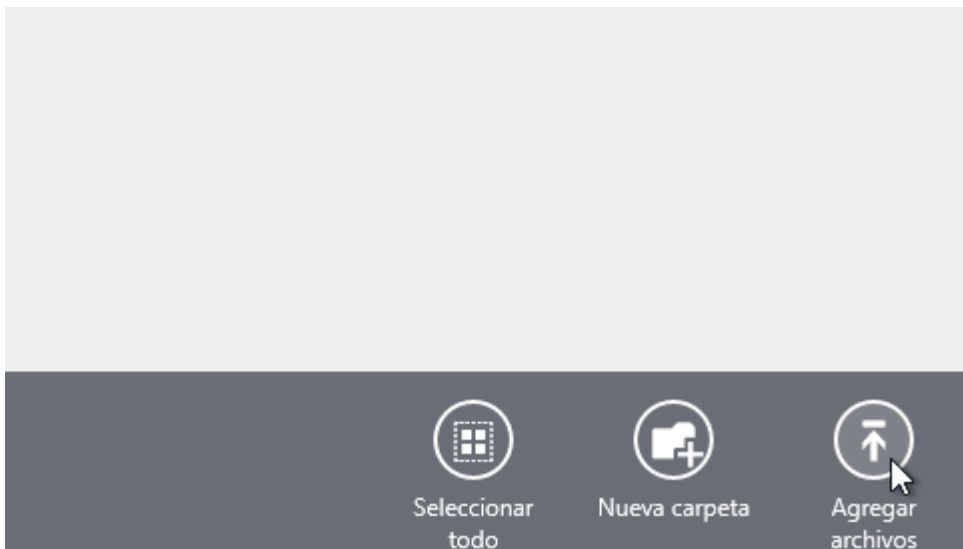 Seleccionar
todo
Nueva carpeta
Agregar
archivos